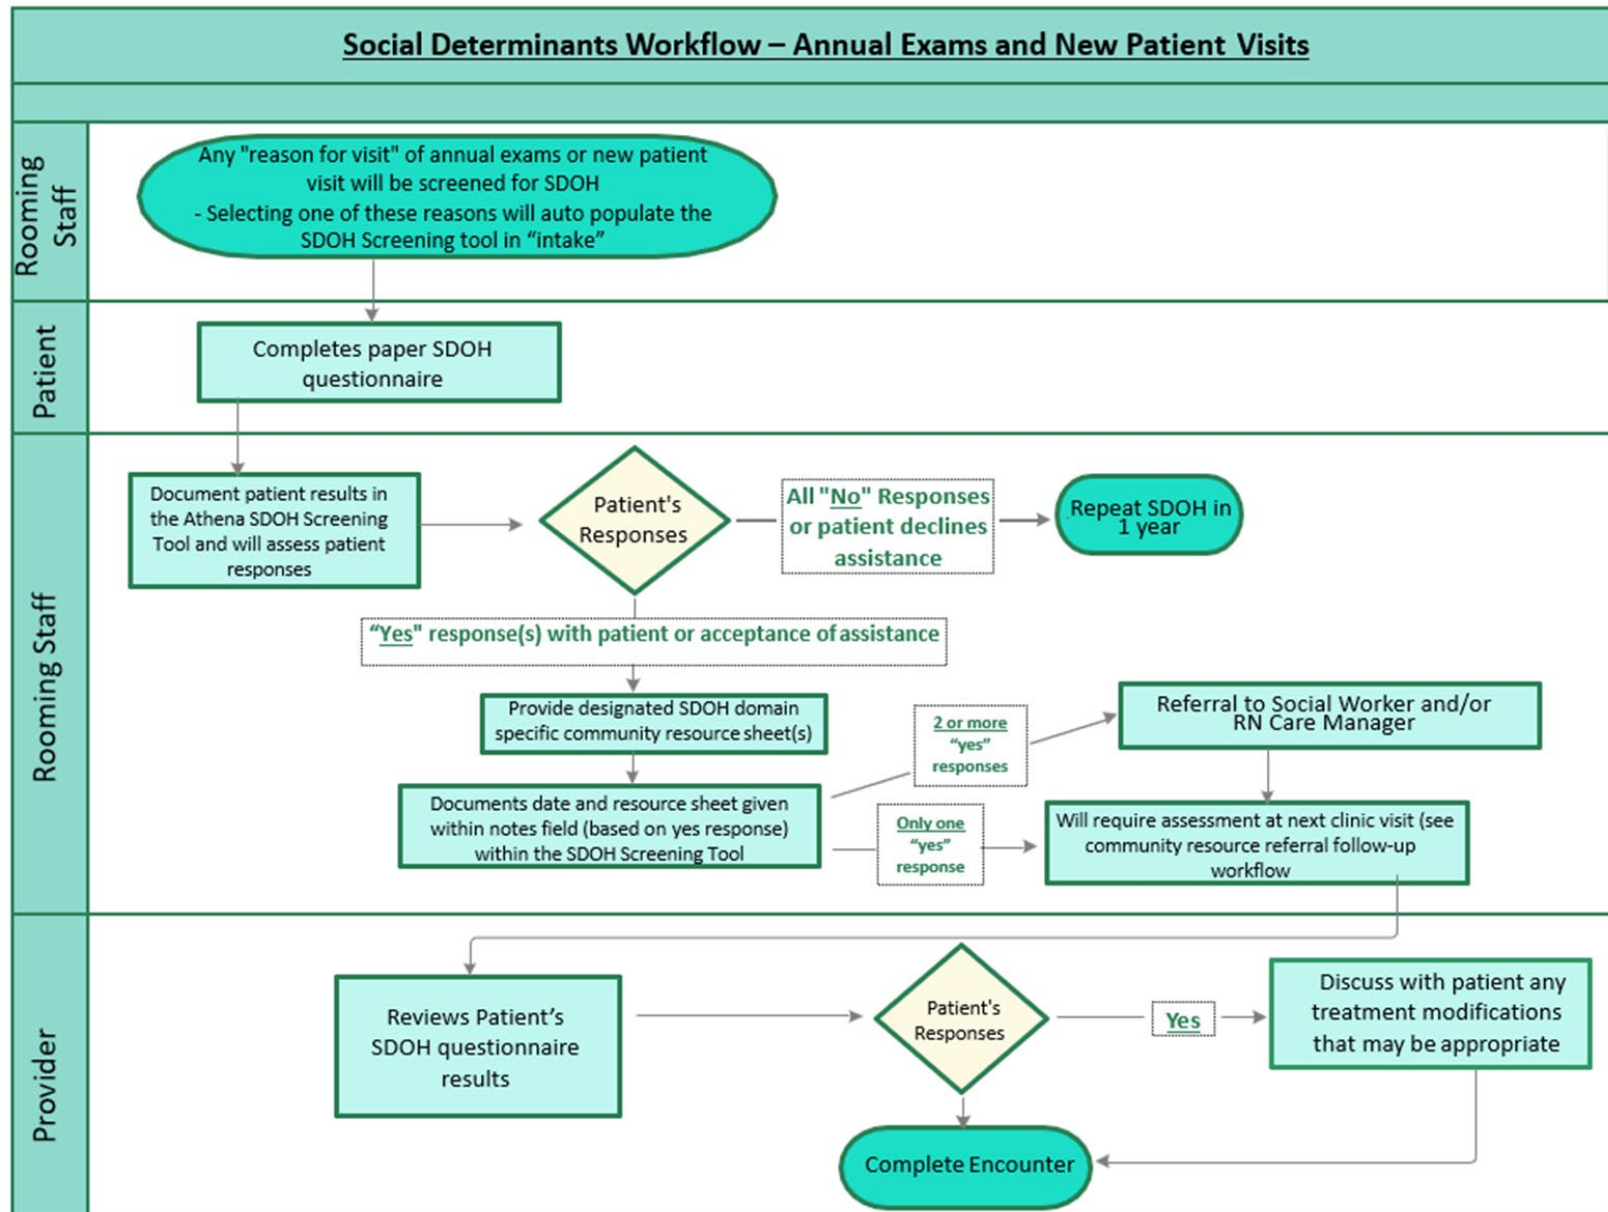 Social Determinants Workflow – Annual Exams and New Patient Visits
Rooming
Staff
Any "reason for visit" of annual exams or new patient
visit will be screened for SDOH
- Selecting one of these reasons will auto populate the
SDOH Screening tool in “intake”
Patient
Completes paper SDOH
questionnaire
Rooming Staff
Document patient results in
the Athena SDOH Screening
Tool and will assess patient
responses
Patient's
Responses
All "No" Responses
or patient declines
assistance
Repeat SDOH in
1 year
“Yes" response(s) with patient or acceptance of assistance
Provide designated SDOH domain
specific community resource sheet(s)
Documents date and resource sheet given
within notes field (based on yes response)
within the SDOH Screening Tool
2 or more
“yes”
responses
Referral to Social Worker and/or
RN Care Manager
Only one
“yes”
response
Will require assessment at next clinic visit (see
community resource referral follow-up
workflow
Provider
Reviews Patient’s
SDOH questionnaire
results
Patient's
Responses
Yes
Discuss with patient any
treatment modifications
that may be appropriate
Complete Encounter